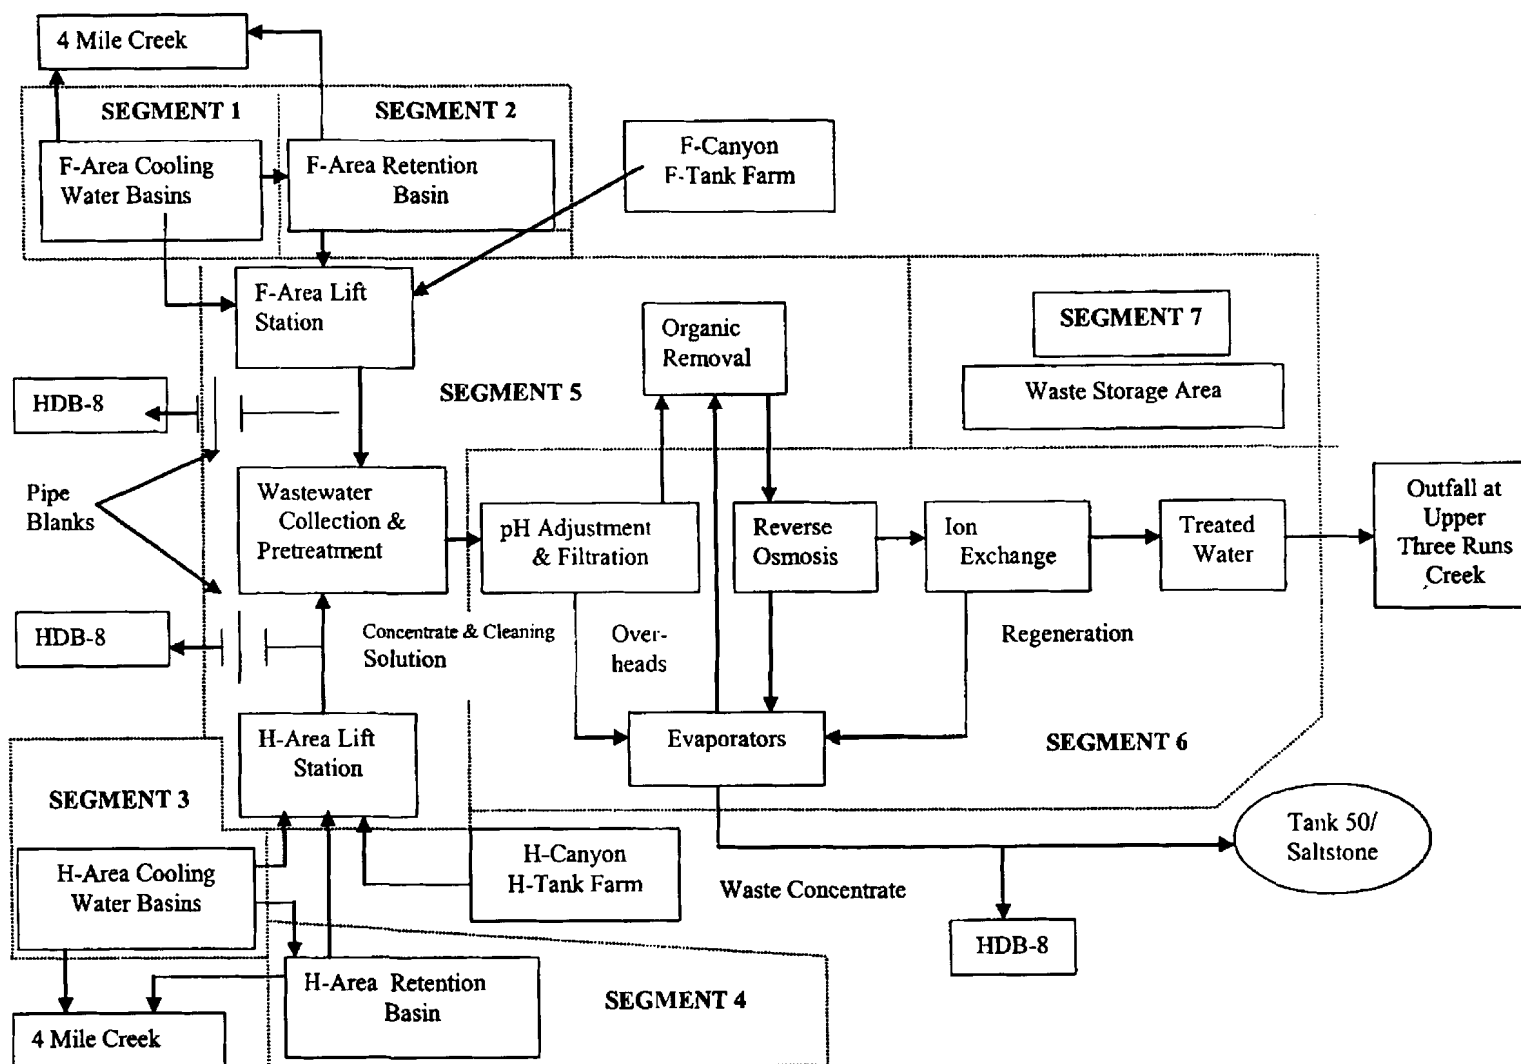 4 Mile Creek
SEGMENT 1
SEGMENT 2
F-Area Cooling
Water Basins
F-Area Retention
Basin
F-Canyon
F-Tank Farm
F-Area Lift
Station
Organic
Removal
SEGMENT 7
Waste Storage Area
SEGMENT 5
HDB-8
Pipe
Blanks
Wastewater
Collection &
Pretreatment
pH Adjustment
& Filtration
Reverse
Osmosis
Ion
Exchange
Treated
Water
Outfall at
Upper
Three Runs
Creek
HDB-8
Concentrate & Cleaning
Solution
Over-
heads
Regeneration
H-Area Lift
Station
Evaporators
SEGMENT 6
SEGMENT 3
Tank 50/
Saltstone
H-Area Cooling
Water Basins
H-Canyon
H-Tank Farm
Waste Concentrate
HDB-8
H-Area Retention
Basin
SEGMENT 4
4 Mile Creek